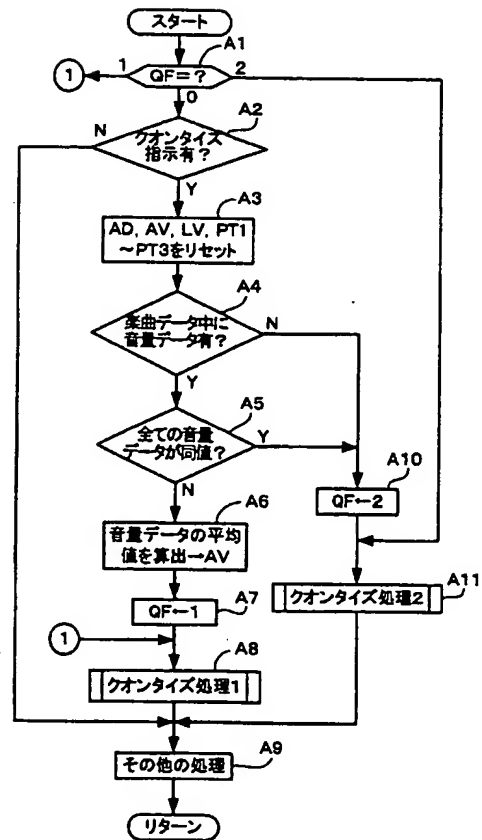 スタート
A1
① 1 QF=? 2
0
A2
N クオンタイズ
指示有?
Y
A3
AD, AV, LV, PT1
～PT3をリセット
A4
楽曲データ中に
音量データ有?
N
Y
A5
全ての音量
データが同値?
Y
N
A10
QF←2
A6
音量データの平均
値を算出→AV
A11
クオンタイズ処理2
A7
QF←1
①
A8
クオンタイズ処理1
A9
その他の処理
リターン